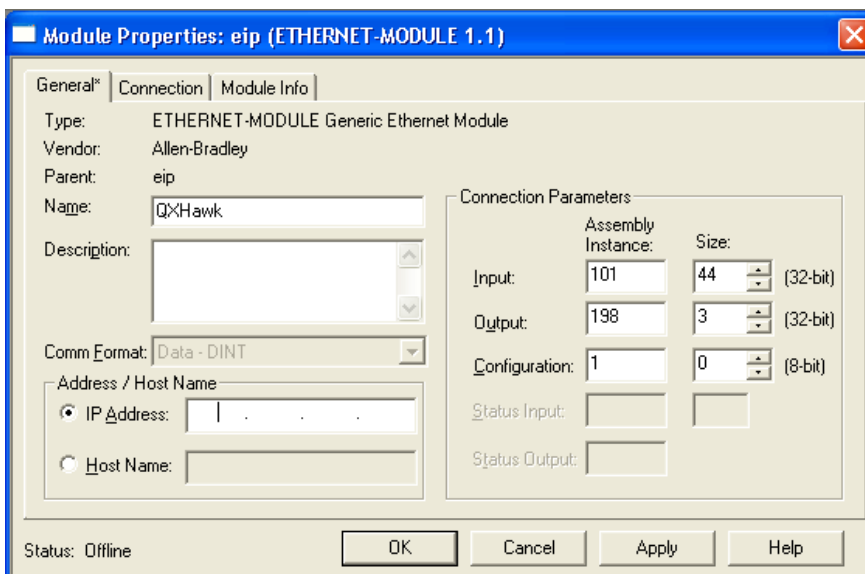 Module Properties: eip (ETHERNET-MODULE 1.1)
General* Connection Module Info
Type: ETHERNET-MODULE Generic Ethernet Module
Vendor: Allen-Bradley
Parent: eip
Name: QXHawk
Description:
Comm Format: Data - DINT
Address / Host Name
IP Address: . . .
Host Name:
Connection Parameters
Assembly
Instance: Size:
Input: 101 44 (32-bit)
Output: 198 3 (32-bit)
Configuration: 1 0 (8-bit)
Status Input:
Status Output:
Status: Offline
OK Cancel Apply Help